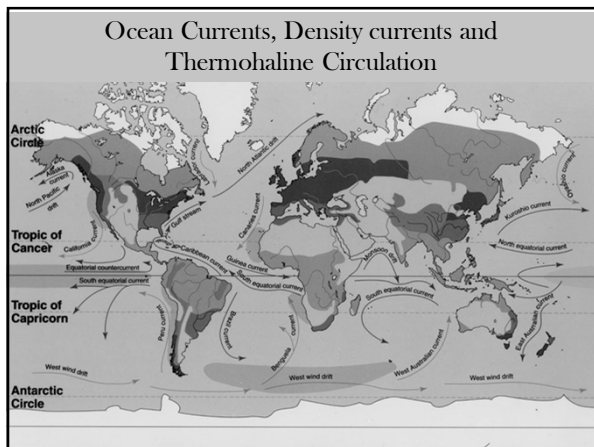 Ocean Currents, Density currents and
Thermohaline Circulation
Arctic
Circle
Alaska
current
North Pacific
drift
California current
Tropic of
Cancer
Gulf stream
North Atlantic drift
Canaries current
Caribbean current
Guinea current
Equatorial countercurrent
South equatorial current
South equatorial current
Tropic of
Capricorn
Peru current
Brazil current
Benguela
current
Monsoon drift
South equatorial
current
Kuroshio current
North equatorial
current
West Australian current
East Australian current
West wind drift
West wind drift
West wind drift
Antarctic
Circle